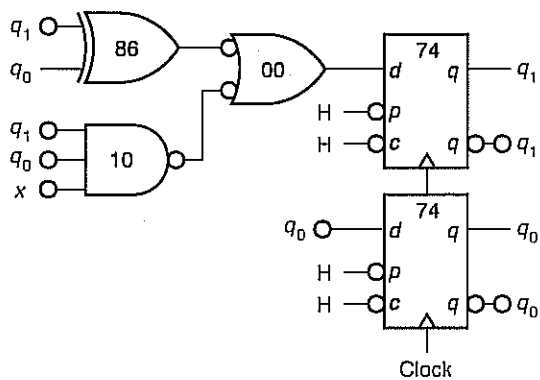 q1
86
q0
00
74
d q q1
H p
H c q q1
q1
q0 10
x
74
q0 d q q0
H p
H c q q0
Clock